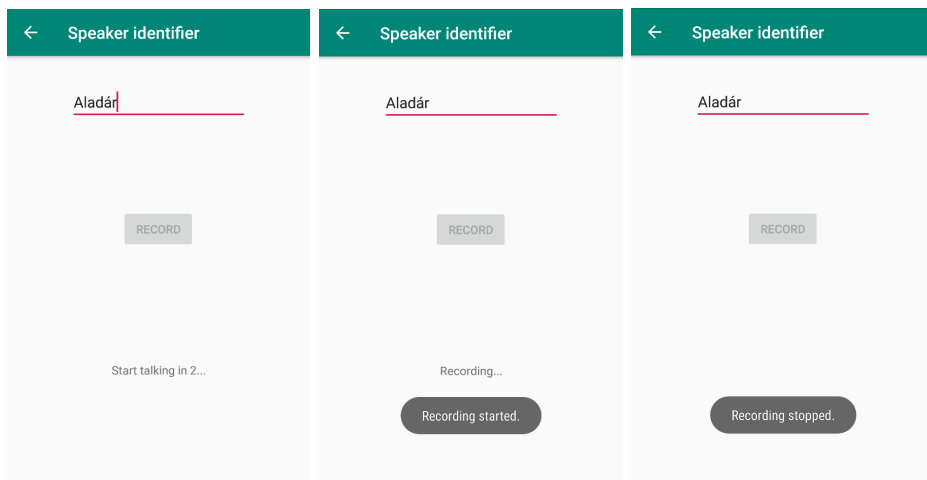 Speaker identifier
Aladár
RECORD
Start talking in 2...
Speaker identifier
Aladár
RECORD
Recording...
Recording started.
Speaker identifier
Aladár
RECORD
Recording stopped.